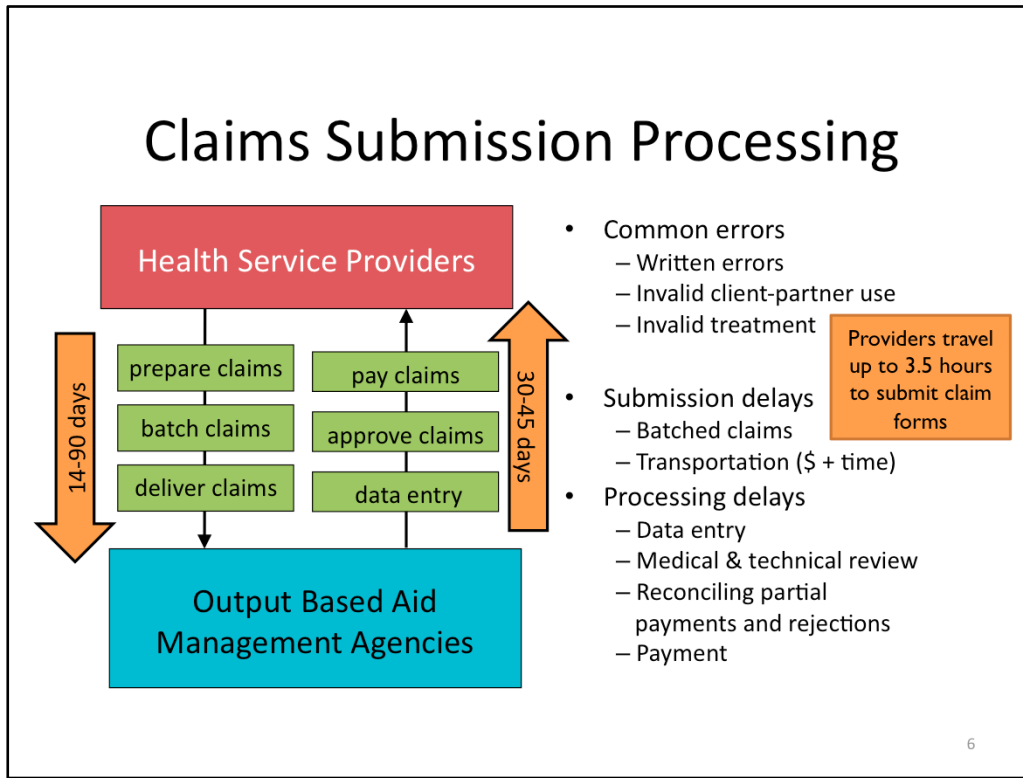 Claims Submission Processing
Health Service Providers
14-90 days
prepare claims
batch claims
deliver claims
pay claims
approve claims
data entry
30-45 days
Output Based Aid
Management Agencies
• Common errors
– Written errors
– Invalid client-partner use
– Invalid treatment
Providers travel
up to 3.5 hours
to submit claim
forms
• Submission delays
– Batched claims
– Transportation ($ + time)
• Processing delays
– Data entry
– Medical & technical review
– Reconciling partial
payments and rejections
– Payment
6